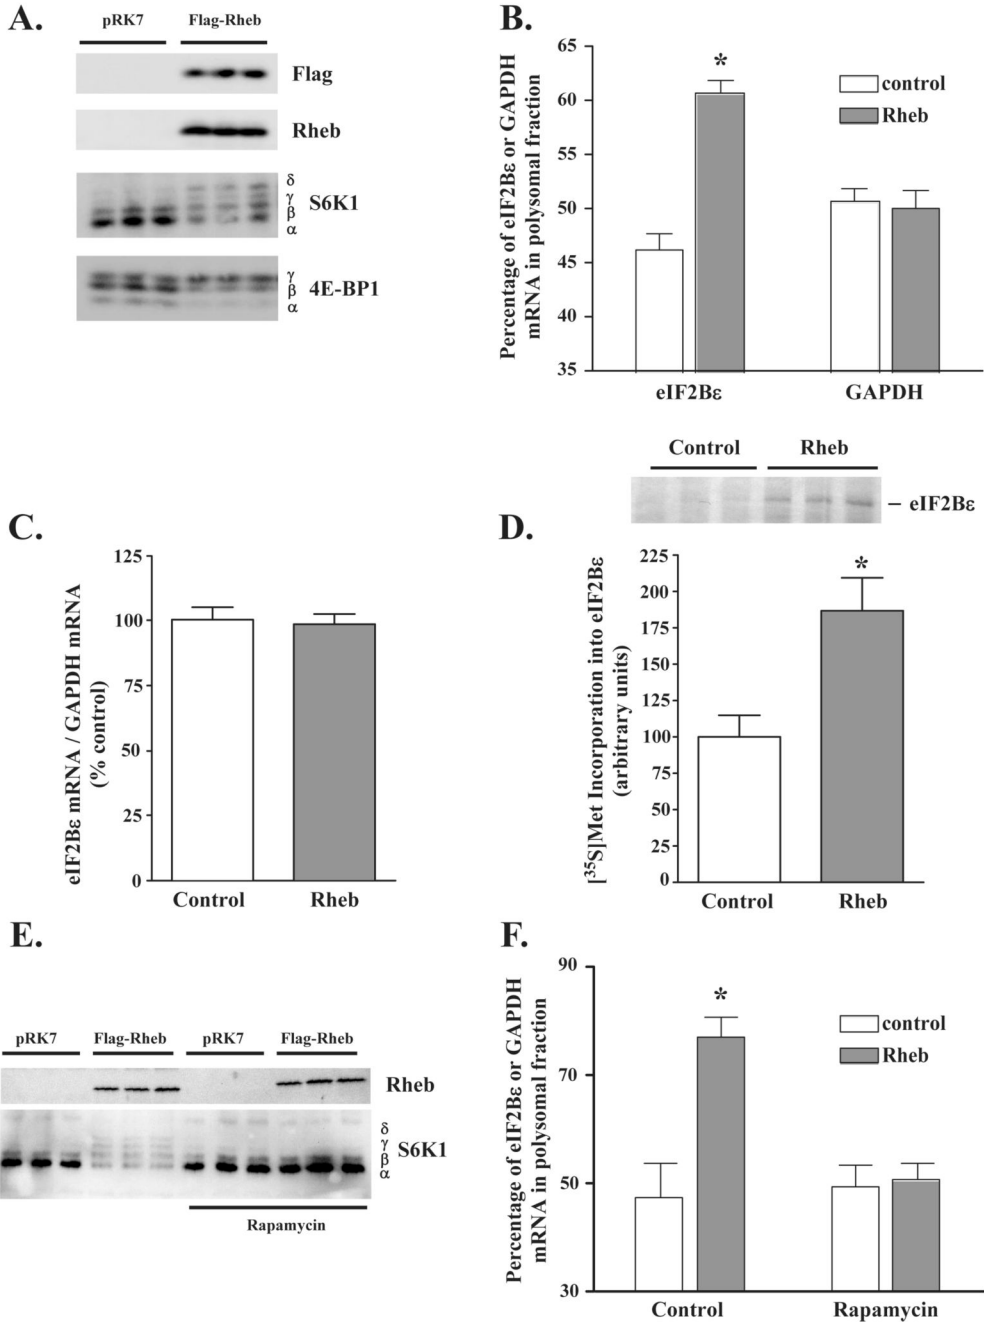 A.
pRK7 Flag-Rheb
Flag
Rheb
δ
γ
β
α
S6K1
γ
β
α
4E-BP1
B.
Percentage of eIF2Bε or GAPDH
mRNA in polysomal fraction
65
60
55
50
45
40
35
*
control
Rheb
eIF2Bε GAPDH
C.
eIF2Bε mRNA / GAPDH mRNA
(% control)
125
100
75
50
25
0
Control Rheb
D.
Control Rheb
– eIF2Bε
[³⁵S]Met Incorporation into eIF2Bε
(arbitrary units)
225
200
175
150
125
100
75
50
25
0
*
Control Rheb
E.
pRK7 Flag-Rheb pRK7 Flag-Rheb
Rheb
δ
γ
β
α
S6K1
Rapamycin
F.
Percentage of eIF2Bε or GAPDH
mRNA in polysomal fraction
90
70
50
30
*
control
Rheb
Control Rapamycin